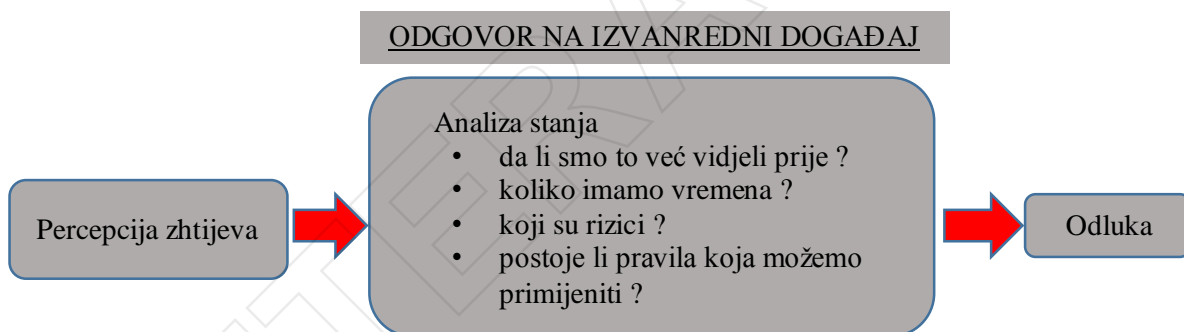 ODGOVOR NA IZVANREDNI DOGAĐAJ
Analiza stanja
• da li smo to već vidjeli prije ?
• koliko imamo vremena ?
• koji su rizici ?
• postoje li pravila koja možemo
primijeniti ?
Percepcija zhtijeva
Odluka